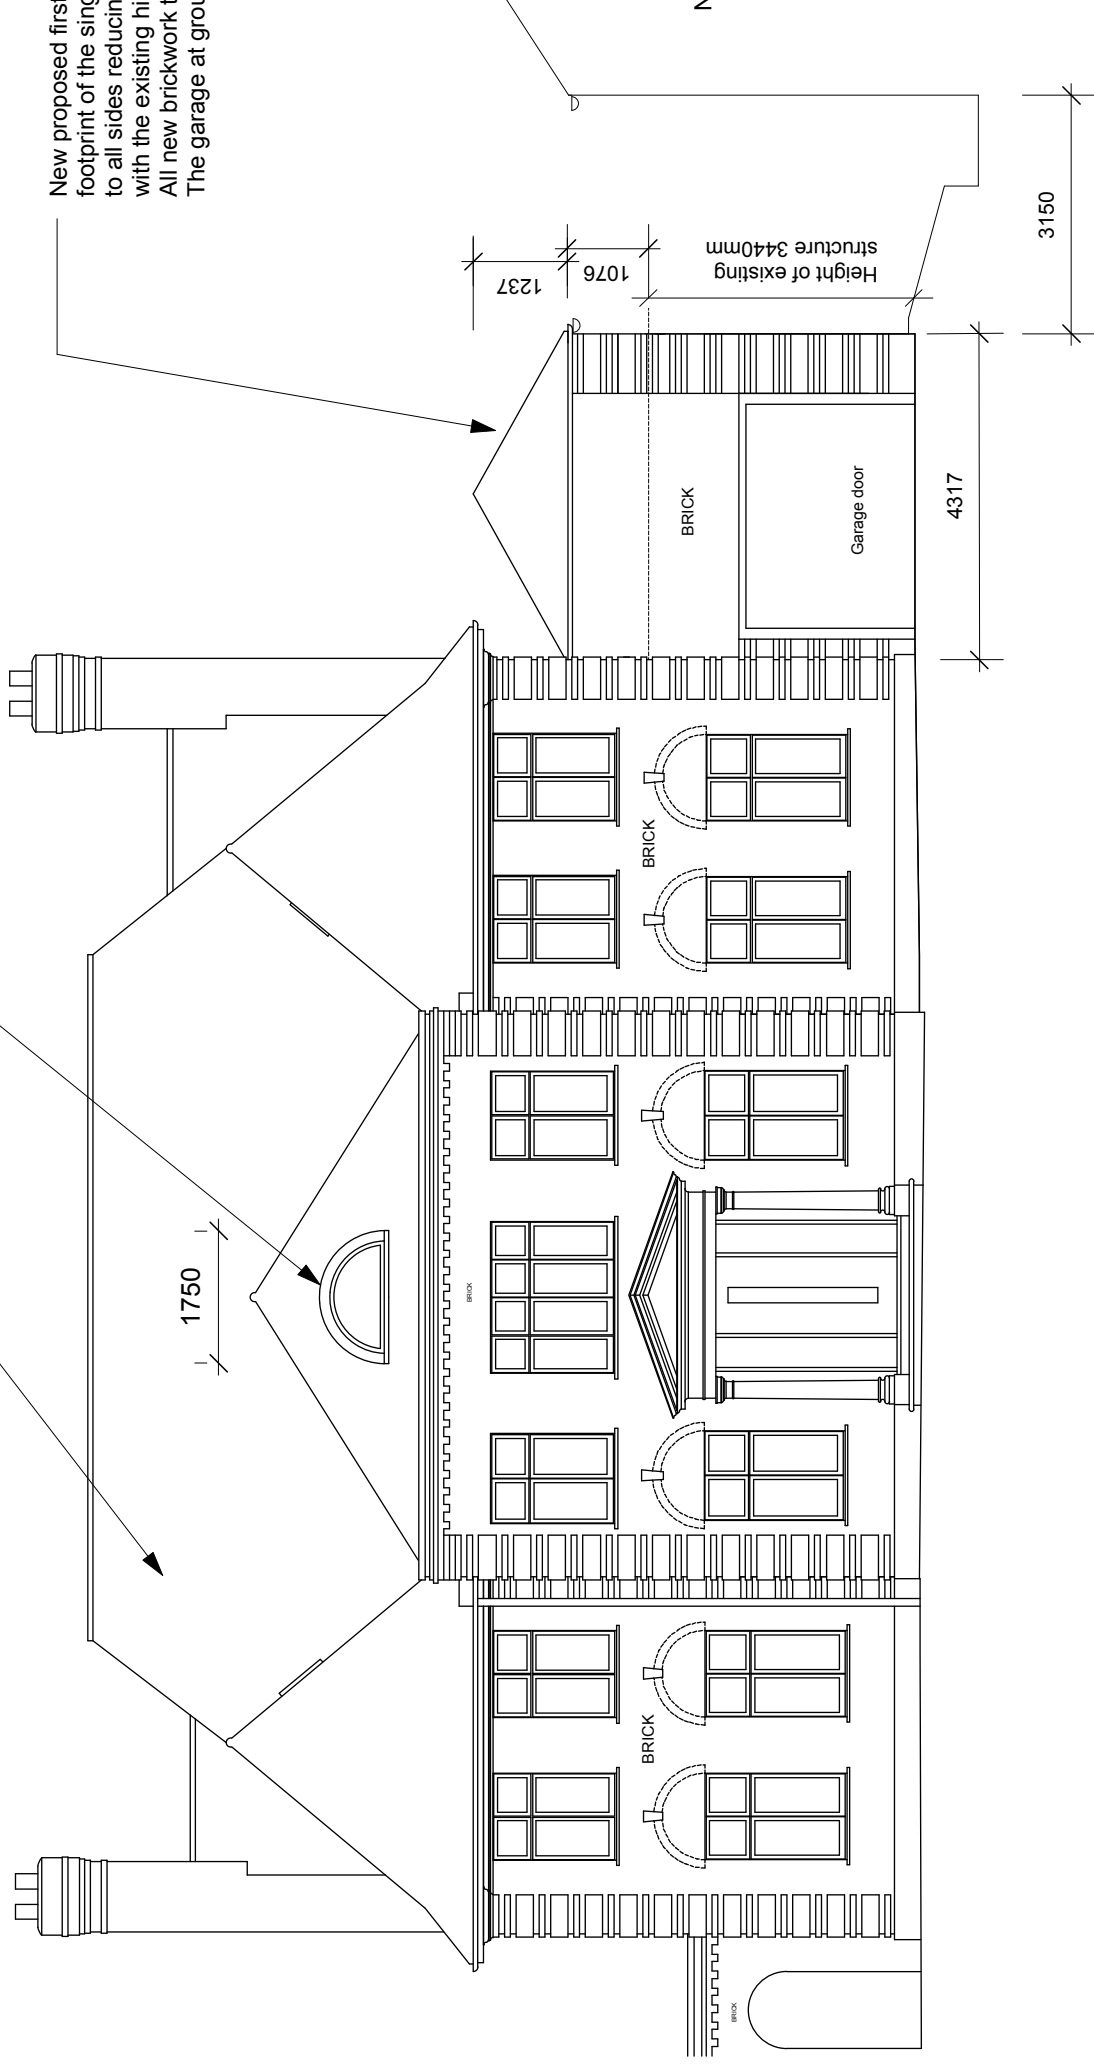 New proposed first
footprint of the sing
to all sides reducin
with the existing hi
All new brickwork t
The garage at grou
N
1750
1237
1076
Height of existing
structure 3440mm
3150
4317
BRICK
Garage door
BRICK
BRICK
BRICK
BRICK